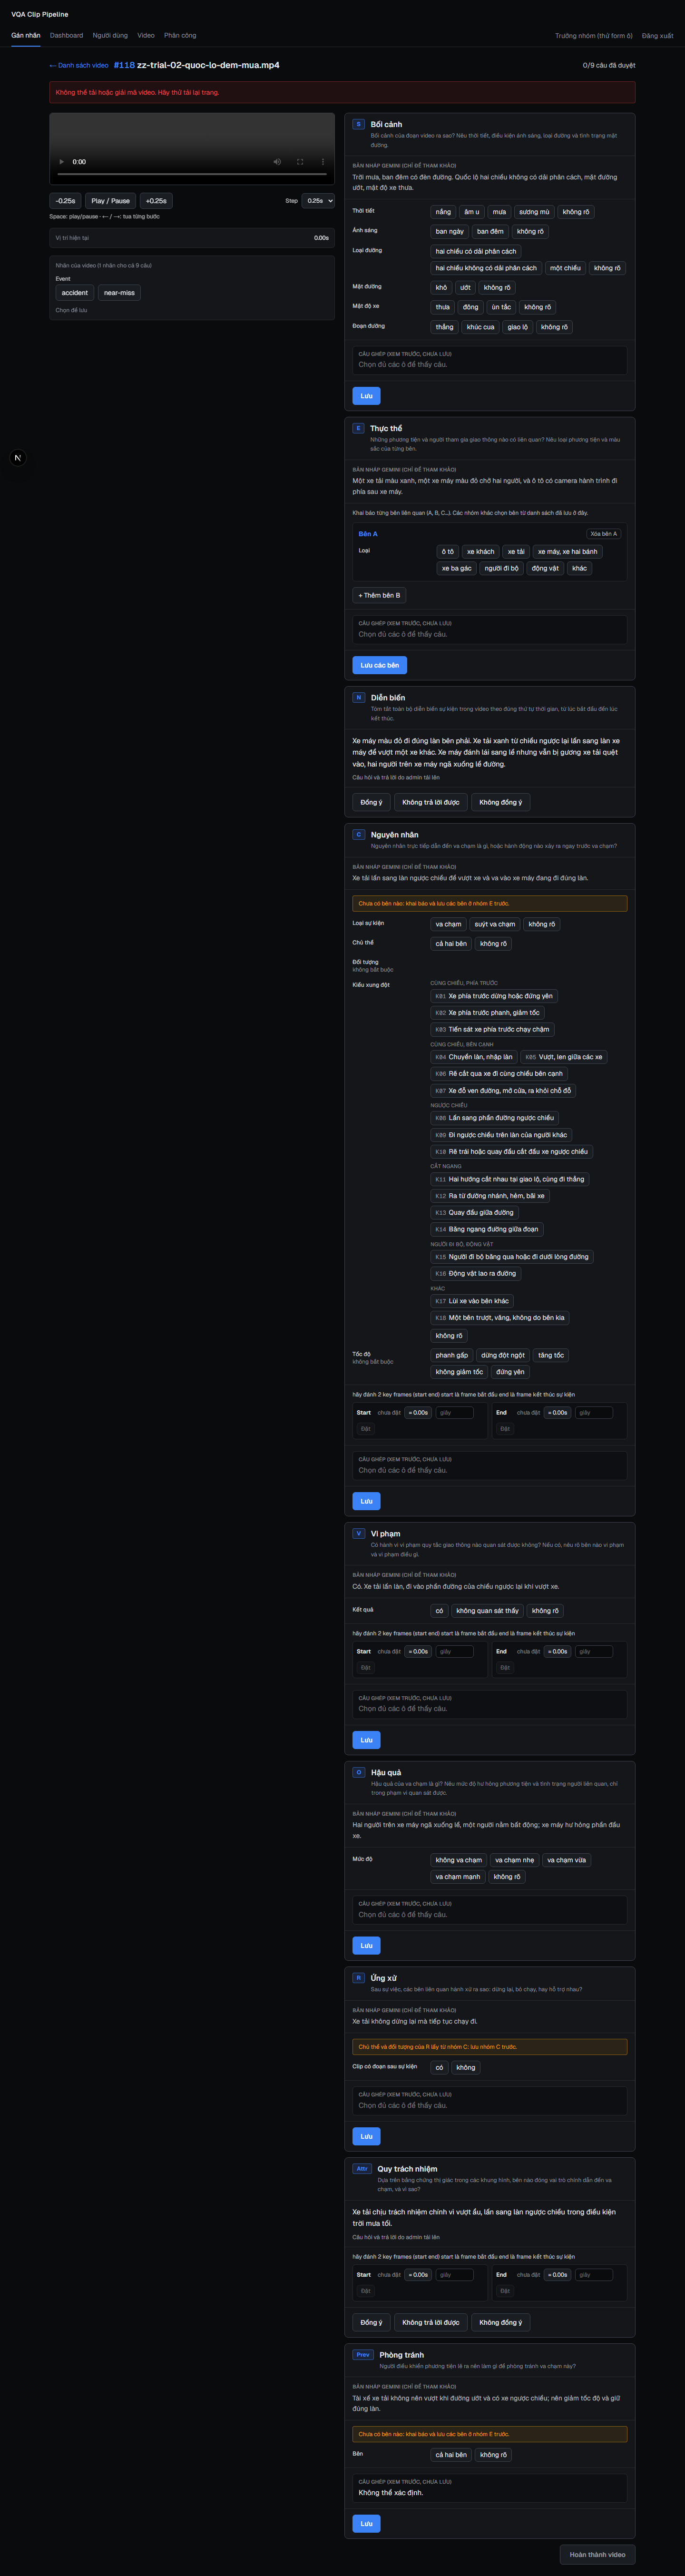 VQA Clip Pipeline
Gán nhãn Dashboard Người dùng Video Phân công Trưởng nhóm (thử form ô) Đăng xuất
← Danh sách video #118 zz-trial-02-quoc-lo-dem-mua.mp4 0/9 câu đã duyệt
Không thể tải hoặc giải mã video. Hãy thử tải lại trang.
0:00
-0.25s Play / Pause +0.25s Step 0.25s
Space: play/pause · ← / →: tua từng bước
Vị trí hiện tại 0.00s
Nhãn của video (1 nhãn cho cả 9 câu)
Event
accident near-miss
Chọn để lưu
N
S Bối cảnh
Bối cảnh của đoạn video ra sao? Nêu thời tiết, điều kiện ánh sáng, loại đường và tình trạng mặt
đường.
BẢN NHÁP GEMINI (CHỈ ĐỂ THAM KHẢO)
Trời mưa, ban đêm có đèn đường. Quốc lộ hai chiều không có dải phân cách, mặt đường
ướt, mật độ xe thưa.
Thời tiết nắng âm u mưa sương mù không rõ
Ánh sáng ban ngày ban đêm không rõ
Loại đường hai chiều có dải phân cách
hai chiều không có dải phân cách một chiều không rõ
Mặt đường khô ướt không rõ
Mật độ xe thưa đông ùn tắc không rõ
Đoạn đường thẳng khúc cua giao lộ không rõ
CÂU GHÉP (XEM TRƯỚC, CHƯA LƯU)
Chọn đủ các ô để thấy câu.
Lưu
E Thực thể
Những phương tiện và người tham gia giao thông nào có liên quan? Nêu loại phương tiện và màu
sắc của từng bên.
BẢN NHÁP GEMINI (CHỈ ĐỂ THAM KHẢO)
Một xe tải màu xanh, một xe máy màu đỏ chở hai người, và ô tô có camera hành trình đi
phía sau xe máy.
Khai báo từng bên liên quan (A, B, C...). Các nhóm khác chọn bên từ danh sách đã lưu ở đây.
Bên A Xóa bên A
Loại ô tô xe khách xe tải xe máy, xe hai bánh
xe ba gác người đi bộ động vật khác
+ Thêm bên B
CÂU GHÉP (XEM TRƯỚC, CHƯA LƯU)
Chọn đủ các ô để thấy câu.
Lưu các bên
N Diễn biến
Tóm tắt toàn bộ diễn biến sự kiện trong video theo đúng thứ tự thời gian, từ lúc bắt đầu đến lúc
kết thúc.
Xe máy màu đỏ đi đúng làn bên phải. Xe tải xanh từ chiều ngược lại lấn sang làn xe
máy để vượt một xe khác. Xe máy đánh lái sang lề nhưng vẫn bị gương xe tải quệt
vào, hai người trên xe máy ngã xuống lề đường.
Câu hỏi và trả lời do admin tải lên
Đồng ý Không trả lời được Không đồng ý
C Nguyên nhân
Nguyên nhân trực tiếp dẫn đến va chạm là gì, hoặc hành động nào xảy ra ngay trước va chạm?
BẢN NHÁP GEMINI (CHỈ ĐỂ THAM KHẢO)
Xe tải lấn sang làn ngược chiều để vượt xe và va vào xe máy đang đi đúng làn.
Chưa có bên nào: khai báo và lưu các bên ở nhóm E trước.
Loại sự kiện va chạm suýt va chạm không rõ
Chủ thể cả hai bên không rõ
Đối tượng
không bắt buộc
Kiểu xung đột CÙNG CHIỀU, PHÍA TRƯỚC
K01 Xe phía trước dừng hoặc đứng yên
K02 Xe phía trước phanh, giảm tốc
K03 Tiến sát xe phía trước chạy chậm
CÙNG CHIỀU, BÊN CẠNH
K04 Chuyển làn, nhập làn K05 Vượt, len giữa các xe
K06 Rẽ cắt qua xe đi cùng chiều bên cạnh
K07 Xe đỗ ven đường, mở cửa, ra khỏi chỗ đỗ
NGƯỢC CHIỀU
K08 Lấn sang phần đường ngược chiều
K09 Đi ngược chiều trên làn của người khác
K10 Rẽ trái hoặc quay đầu cắt đầu xe ngược chiều
CẮT NGANG
K11 Hai hướng cắt nhau tại giao lộ, cùng đi thẳng
K12 Ra từ đường nhánh, hẻm, bãi xe
K13 Quay đầu giữa đường
K14 Băng ngang đường giữa đoạn
NGƯỜI ĐI BỘ, ĐỘNG VẬT
K15 Người đi bộ băng qua hoặc đi dưới lòng đường
K16 Động vật lao ra đường
KHÁC
K17 Lùi xe vào bên khác
K18 Một bên trượt, văng, không do bên kia
không rõ
Tốc độ phanh gấp dừng đột ngột tăng tốc
không bắt buộc không giảm tốc đứng yên
hãy đánh 2 key frames (start end) start là frame bắt đầu end là frame kết thúc sự kiện
Start chưa đặt = 0.00s giây End chưa đặt = 0.00s giây
Đặt Đặt
CÂU GHÉP (XEM TRƯỚC, CHƯA LƯU)
Chọn đủ các ô để thấy câu.
Lưu
V Vi phạm
Có hành vi vi phạm quy tắc giao thông nào quan sát được không? Nếu có, nêu rõ bên nào vi phạm
và vi phạm điều gì.
BẢN NHÁP GEMINI (CHỈ ĐỂ THAM KHẢO)
Có. Xe tải lấn làn, đi vào phần đường của chiều ngược lại khi vượt xe.
Kết quả có không quan sát thấy không rõ
hãy đánh 2 key frames (start end) start là frame bắt đầu end là frame kết thúc sự kiện
Start chưa đặt = 0.00s giây End chưa đặt = 0.00s giây
Đặt Đặt
CÂU GHÉP (XEM TRƯỚC, CHƯA LƯU)
Chọn đủ các ô để thấy câu.
Lưu
O Hậu quả
Hậu quả của va chạm là gì? Nêu mức độ hư hỏng phương tiện và tình trạng người liên quan, chỉ
trong phạm vi quan sát được.
BẢN NHÁP GEMINI (CHỈ ĐỂ THAM KHẢO)
Hai người trên xe máy ngã xuống lề, một người nằm bất động; xe máy hư hỏng phần đầu
xe.
Mức độ không va chạm va chạm nhẹ va chạm vừa
va chạm mạnh không rõ
CÂU GHÉP (XEM TRƯỚC, CHƯA LƯU)
Chọn đủ các ô để thấy câu.
Lưu
R Ứng xử
Sau sự việc, các bên liên quan hành xử ra sao: dừng lại, bỏ chạy, hay hỗ trợ nhau?
BẢN NHÁP GEMINI (CHỈ ĐỂ THAM KHẢO)
Xe tải không dừng lại mà tiếp tục chạy đi.
Chủ thể và đối tượng của R lấy từ nhóm C: lưu nhóm C trước.
Clip có đoạn sau sự kiện có không
CÂU GHÉP (XEM TRƯỚC, CHƯA LƯU)
Chọn đủ các ô để thấy câu.
Lưu
Attr Quy trách nhiệm
Dựa trên bằng chứng thị giác trong các khung hình, bên nào đóng vai trò chính dẫn đến va
chạm, và vì sao?
Xe tải chịu trách nhiệm chính vì vượt ẩu, lấn sang làn ngược chiều trong điều kiện
trời mưa tối.
Câu hỏi và trả lời do admin tải lên
hãy đánh 2 key frames (start end) start là frame bắt đầu end là frame kết thúc sự kiện
Start chưa đặt = 0.00s giây End chưa đặt = 0.00s giây
Đặt Đặt
Đồng ý Không trả lời được Không đồng ý
Prev Phòng tránh
Người điều khiển phương tiện lẽ ra nên làm gì để phòng tránh va chạm này?
BẢN NHÁP GEMINI (CHỈ ĐỂ THAM KHẢO)
Tài xế xe tải không nên vượt khi đường ướt và có xe ngược chiều; nên giảm tốc độ và giữ
đúng làn.
Chưa có bên nào: khai báo và lưu các bên ở nhóm E trước.
Bên cả hai bên không rõ
CÂU GHÉP (XEM TRƯỚC, CHƯA LƯU)
Không thể xác định.
Lưu
Hoàn thành video